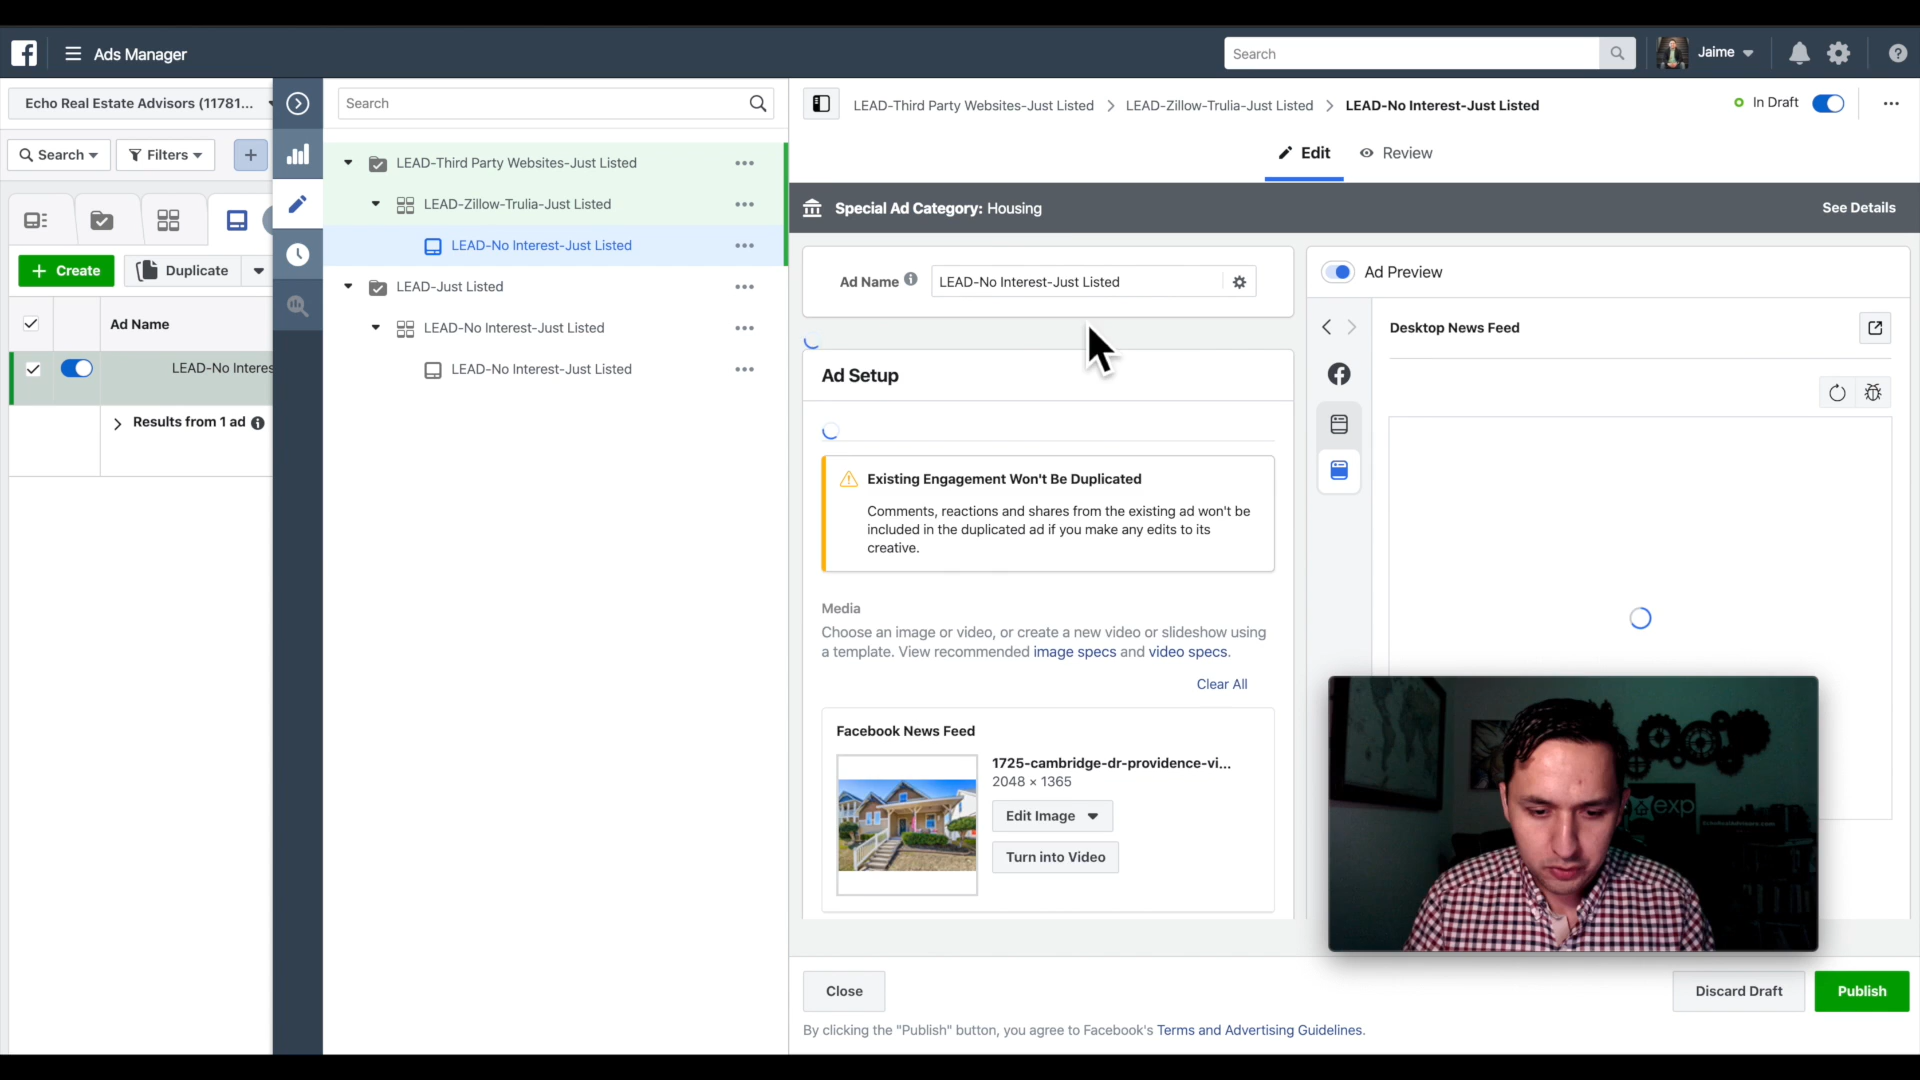 Ads Manager
Search
Jaime
Echo Real Estate Advisors (11781...
Search
LEAD-Third Party Websites-Just Listed
LEAD-Zillow-Trulia-Just Listed
LEAD-No Interest-Just Listed
In Draft
Search
Filters
Edit
Review
LEAD-Third Party Websites-Just Listed
LEAD-Zillow-Trulia-Just Listed
LEAD-No Interest-Just Listed
LEAD-Just Listed
LEAD-No Interest-Just Listed
LEAD-No Interest-Just Listed
Special Ad Category: Housing
See Details
Create
Duplicate
Ad Name
LEAD-No Interes
Results from 1 ad
Ad Name
LEAD-No Interest-Just Listed
Ad Setup
Existing Engagement Won't Be Duplicated
Comments, reactions and shares from the existing ad won't be
included in the duplicated ad if you make any edits to its
creative.
Media
Choose an image or video, or create a new video or slideshow using
a template. View recommended image specs and video specs.
Clear All
Facebook News Feed
1725-cambridge-dr-providence-vi...
2048 × 1365
Edit Image
Turn into Video
Ad Preview
Desktop News Feed
exp
Close
Discard Draft
Publish
By clicking the "Publish" button, you agree to Facebook's Terms and Advertising Guidelines.